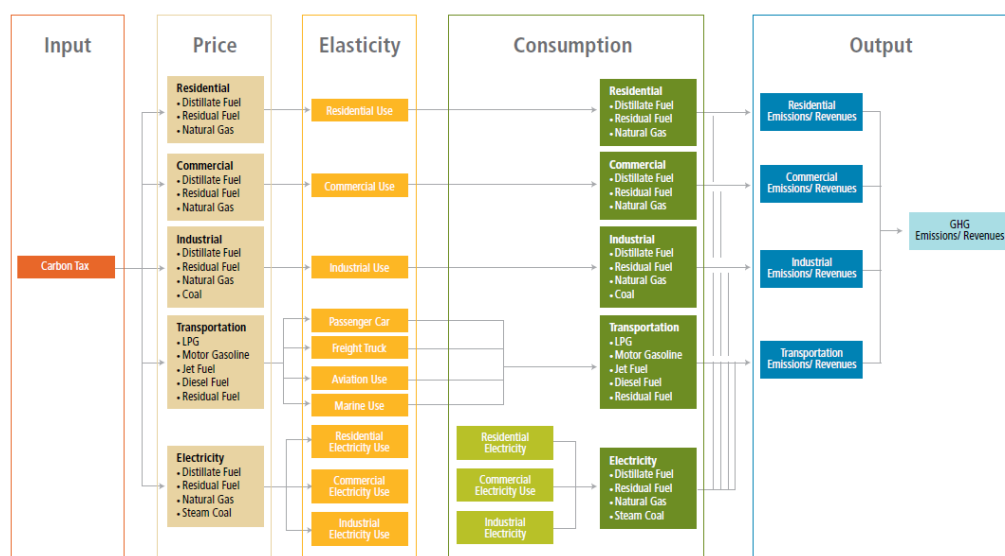 Input
Price
Elasticity
Consumption
Output
Carbon Tax
Residential
• Distillate Fuel
• Residual Fuel
• Natural Gas
Commercial
• Distillate Fuel
• Residual Fuel
• Natural Gas
Industrial
• Distillate Fuel
• Residual Fuel
• Natural Gas
• Coal
Transportation
• LPG
• Motor Gasoline
• Jet Fuel
• Diesel Fuel
• Residual Fuel
Electricity
• Distillate Fuel
• Residual Fuel
• Natural Gas
• Steam Coal
Residential Use
Commercial Use
Industrial Use
Passenger Car
Freight Truck
Aviation Use
Marine Use
Residential
Electricity Use
Commercial
Electricity Use
Industrial
Electricity Use
Residential
Electricity
Commercial
Electricity Use
Industrial
Electricity
Residential
• Distillate Fuel
• Residual Fuel
• Natural Gas
Commercial
• Distillate Fuel
• Residual Fuel
• Natural Gas
Industrial
• Distillate Fuel
• Residual Fuel
• Natural Gas
• Coal
Transportation
• LPG
• Motor Gasoline
• Jet Fuel
• Diesel Fuel
• Residual Fuel
Electricity
• Distillate Fuel
• Residual Fuel
• Natural Gas
• Steam Coal
Residential
Emissions/ Revenues
Commercial
Emissions/ Revenues
Industrial
Emissions/ Revenues
Transportation
Emissions/ Revenues
GHG
Emissions/ Revenues